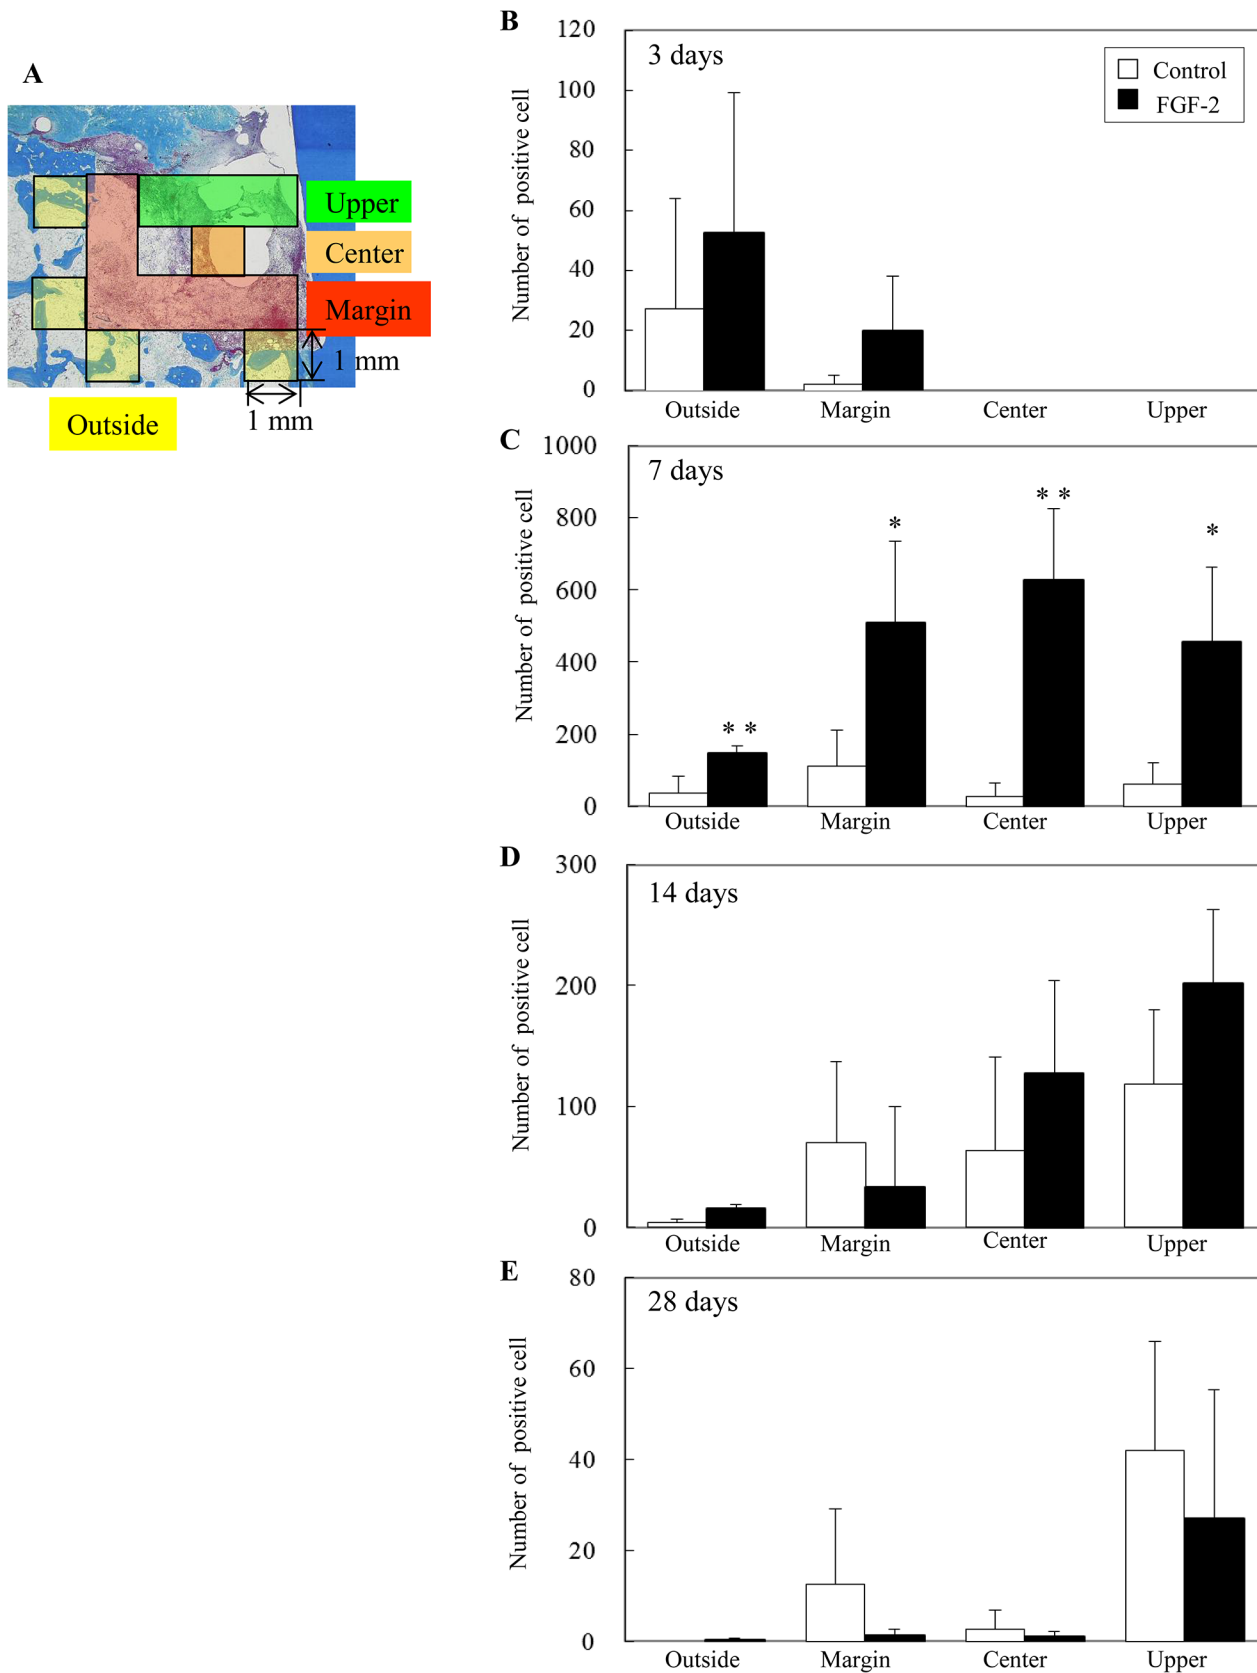 A
Upper
Center
Margin
1 mm
1 mm
Outside
B
120
100
80
60
40
20
0
Number of positive cell
3 days
Control
FGF-2
Outside Margin Center Upper
C
1000
800
600
400
200
0
Number of positive cell
7 days
* *
*
* *
*
Outside Margin Center Upper
D
300
200
100
0
Number of positive cell
14 days
Outside Margin Center Upper
E
80
60
40
20
0
Number of positive cell
28 days
Outside Margin Center Upper